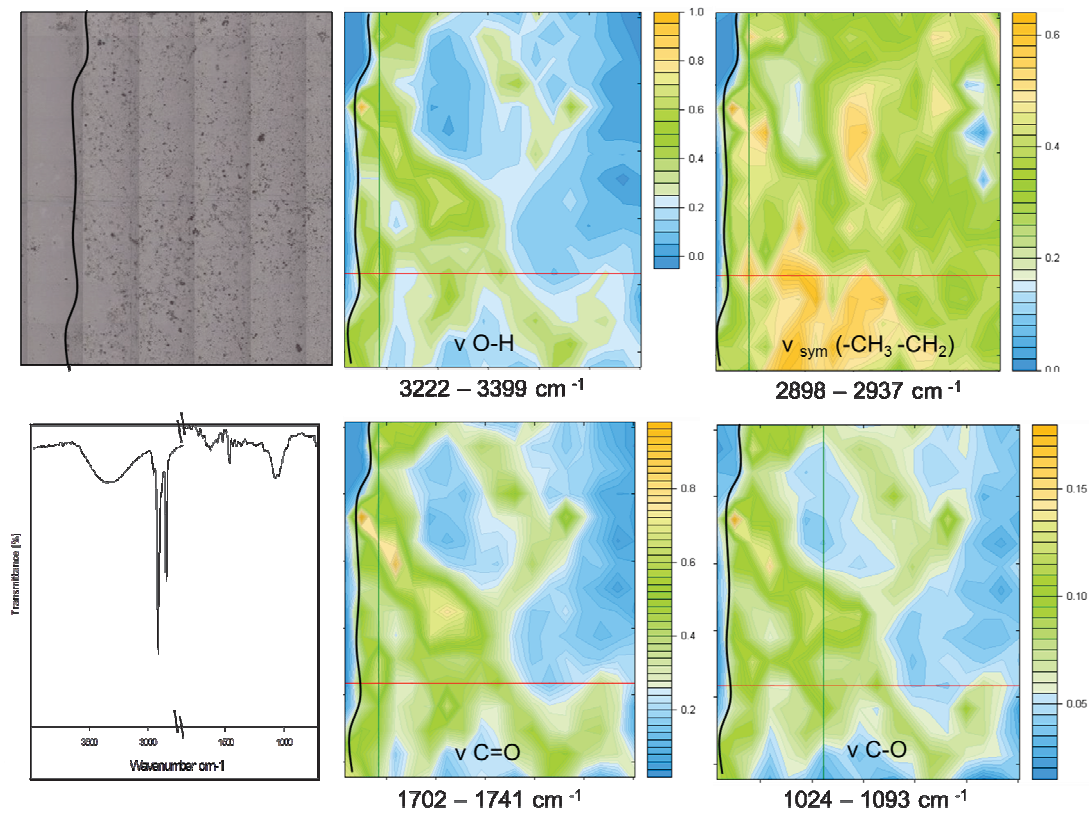 1.0
0.8
0.6
0.4
0.2
0.0
ν O-H
3222 – 3399 cm -1
0.6
0.4
0.2
0.0
ν sym (-CH3 -CH2)
2898 – 2937 cm -1
Transmittance [%]
3500 3000 1500 1000
Wavenumber cm-1
0.8
0.6
0.4
0.2
ν C=O
1702 – 1741 cm -1
0.15
0.10
0.05
ν C-O
1024 – 1093 cm -1